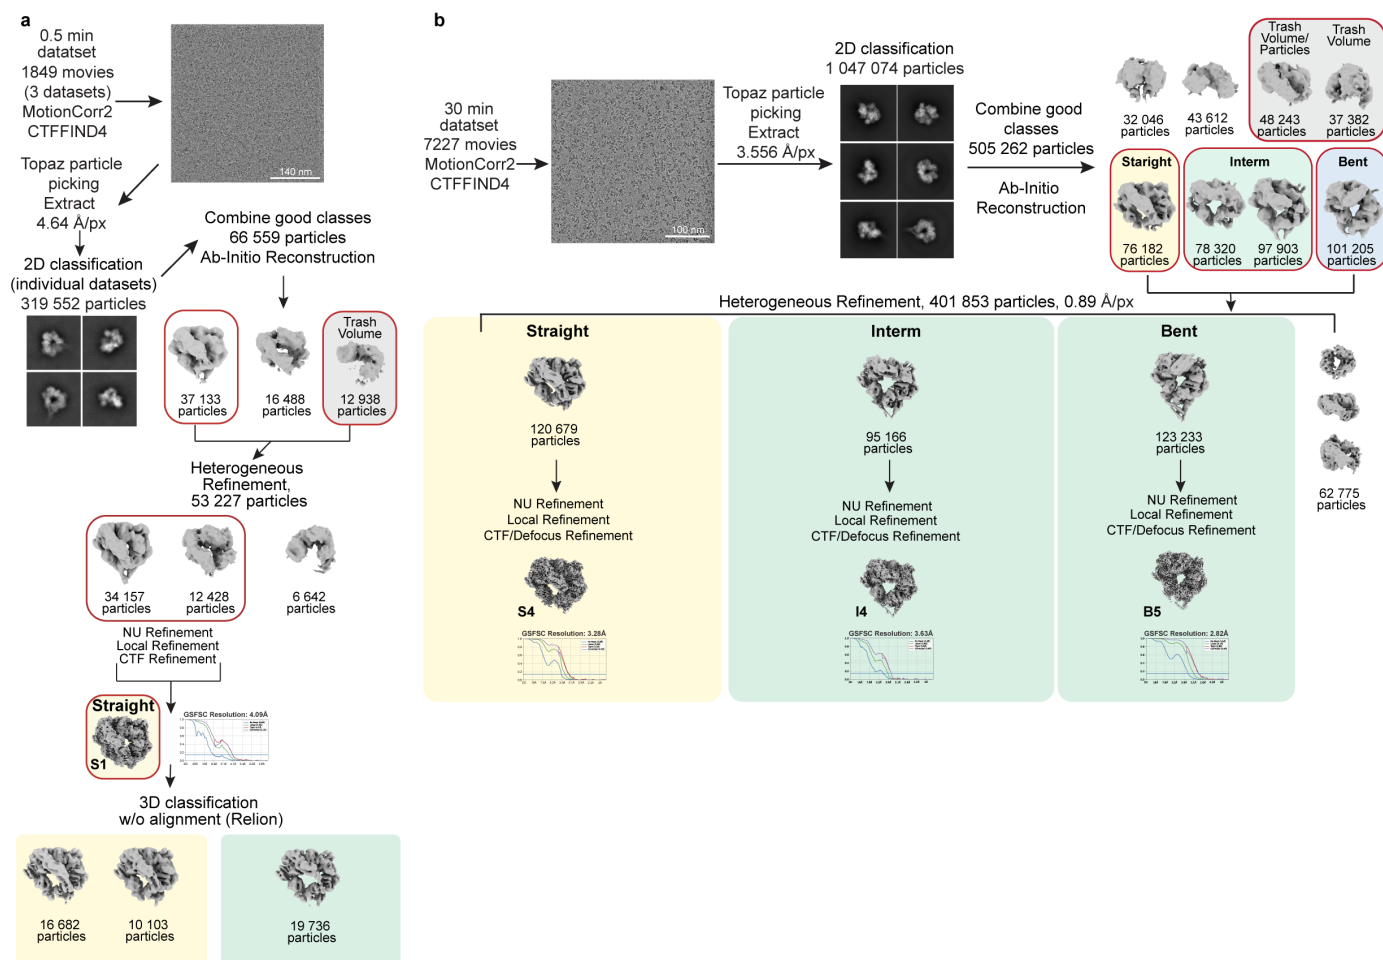 a
0.5 min
datatset
1849 movies
(3 datasets)
MotionCorr2
CTFFIND4
140 nm
Topaz particle
picking
Extract
4.64 Å/px
2D classification
(individual datasets)
319 552 particles
Combine good classes
66 559 particles
Ab-Initio Reconstruction
37 133
particles
16 488
particles
Trash
Volume
12 938
particles
Heterogeneous
Refinement,
53 227 particles
34 157
particles
12 428
particles
6 642
particles
NU Refinement
Local Refinement
CTF Refinement
Straight
S1
GSFSC Resolution: 4.09Å
3D classification
w/o alignment (Relion)
16 682
particles
10 103
particles
19 736
particles
b
30 min
datatset
7227 movies
MotionCorr2
CTFFIND4
100 nm
Topaz particle
picking
Extract
3.556 Å/px
2D classification
1 047 074 particles
Combine good
classes
505 262 particles
Ab-Initio
Reconstruction
32 046
particles
43 612
particles
Trash
Volume/
Particles
48 243
particles
Trash
Volume
37 382
particles
Staright
76 182
particles
Interm
78 320
particles
97 903
particles
Bent
101 205
particles
Heterogeneous Refinement, 401 853 particles, 0.89 Å/px
Straight
120 679
particles
NU Refinement
Local Refinement
CTF/Defocus Refinement
S4
GSFSC Resolution: 3.28Å
Interm
95 166
particles
NU Refinement
Local Refinement
CTF/Defocus Refinement
I4
GSFSC Resolution: 3.63Å
Bent
123 233
particles
NU Refinement
Local Refinement
CTF/Defocus Refinement
B5
GSFSC Resolution: 2.82Å
62 775
particles